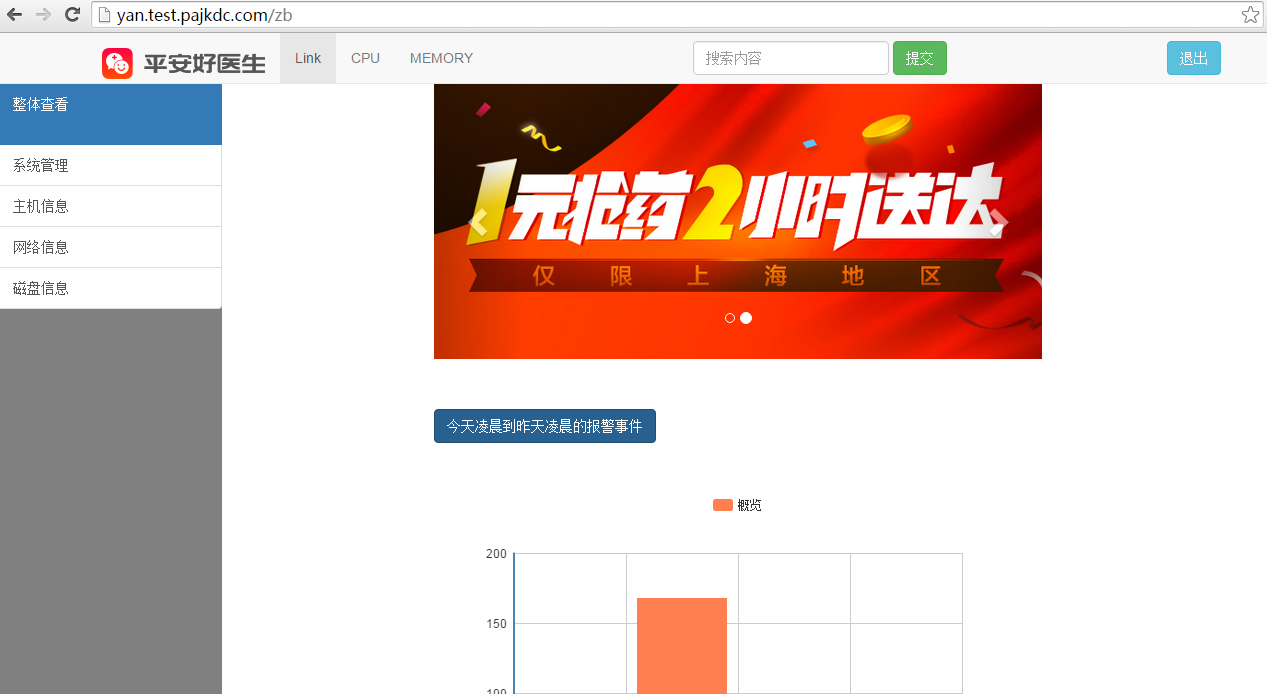 yan.test.pajkdc.com/zb
平安好医生
Link
CPU
MEMORY
搜索内容
提交
退出
整体查看
系统管理
主机信息
网络信息
磁盘信息
1元抢药2小时送达
仅限上海地区
今天凌晨到昨天凌晨的报警事件
概览
200
150
100